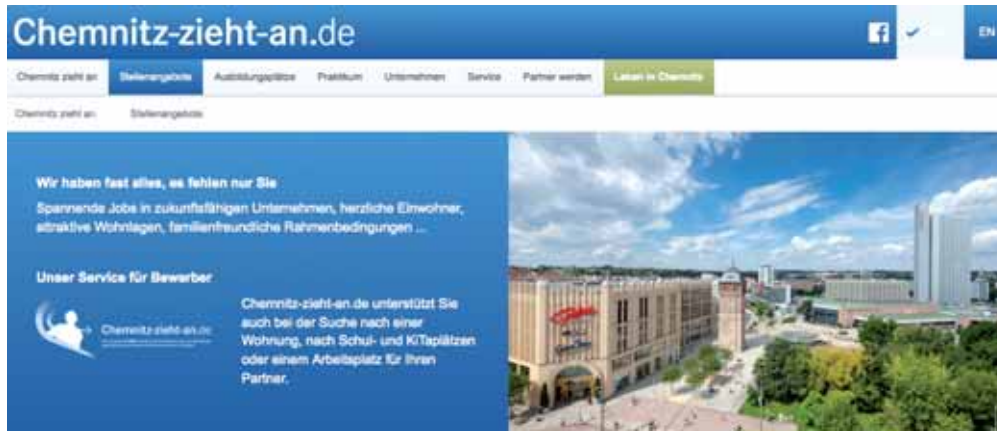 Chemnitz-zieht-an.de
EN
Chemnitz zieht an
Stellenangebote
Ausbildungsplätze
Praktikum
Unternehmen
Service
Partner werden
Leben in Chemnitz
Chemnitz zieht an
Stellenangebote
Wir haben fast alles, es fehlen nur Sie
Spannende Jobs in zukunftsfähigen Unternehmen, herzliche Einwohner,
attraktive Wohnlagen, familienfreundliche Rahmenbedingungen ...
Unser Service für Bewerber
Chemnitz-zieht-an.de
Chemnitz-zieht-an.de unterstützt Sie
auch bei der Suche nach einer
Wohnung, nach Schul- und KiTaplätzen
oder einem Arbeitsplatz für Ihren
Partner.